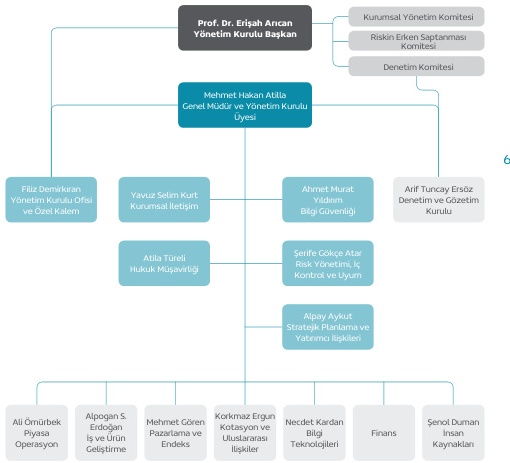 Prof. Dr. Erişah Arıcan
Yönetim Kurulu Başkan
Kurumsal Yönetim Komitesi
Riskin Erken Saptanması
Komitesi
Denetim Komitesi
Mehmet Hakan Atilla
Genel Müdür ve Yönetim Kurulu
Üyesi
6
Filiz Demirkıran
Yönetim Kurulu Ofisi
ve Özel Kalem
Yavuz Selim Kurt
Kurumsal İletişim
Ahmet Murat
Yıldırım
Bilgi Güvenliği
Arif Tuncay Ersöz
Denetim ve Gözetim
Kurulu
Atila Türeli
Hukuk Müşavirliği
Şerife Gökçe Atar
Risk Yönetimi, İç
Kontrol ve Uyum
Alpay Aykut
Stratejik Planlama ve
Yatırımcı İlişkileri
Ali Ömürbek
Piyasa
Operasyon
Alpogan S.
Erdoğan
İş ve Ürün
Geliştirme
Mehmet Gören
Pazarlama ve
Endeks
Korkmaz Ergun
Kotasyon ve
Uluslararası
İlişkiler
Necdet Kardan
Bilgi
Teknolojileri
Finans
Şenol Duman
İnsan
Kaynakları